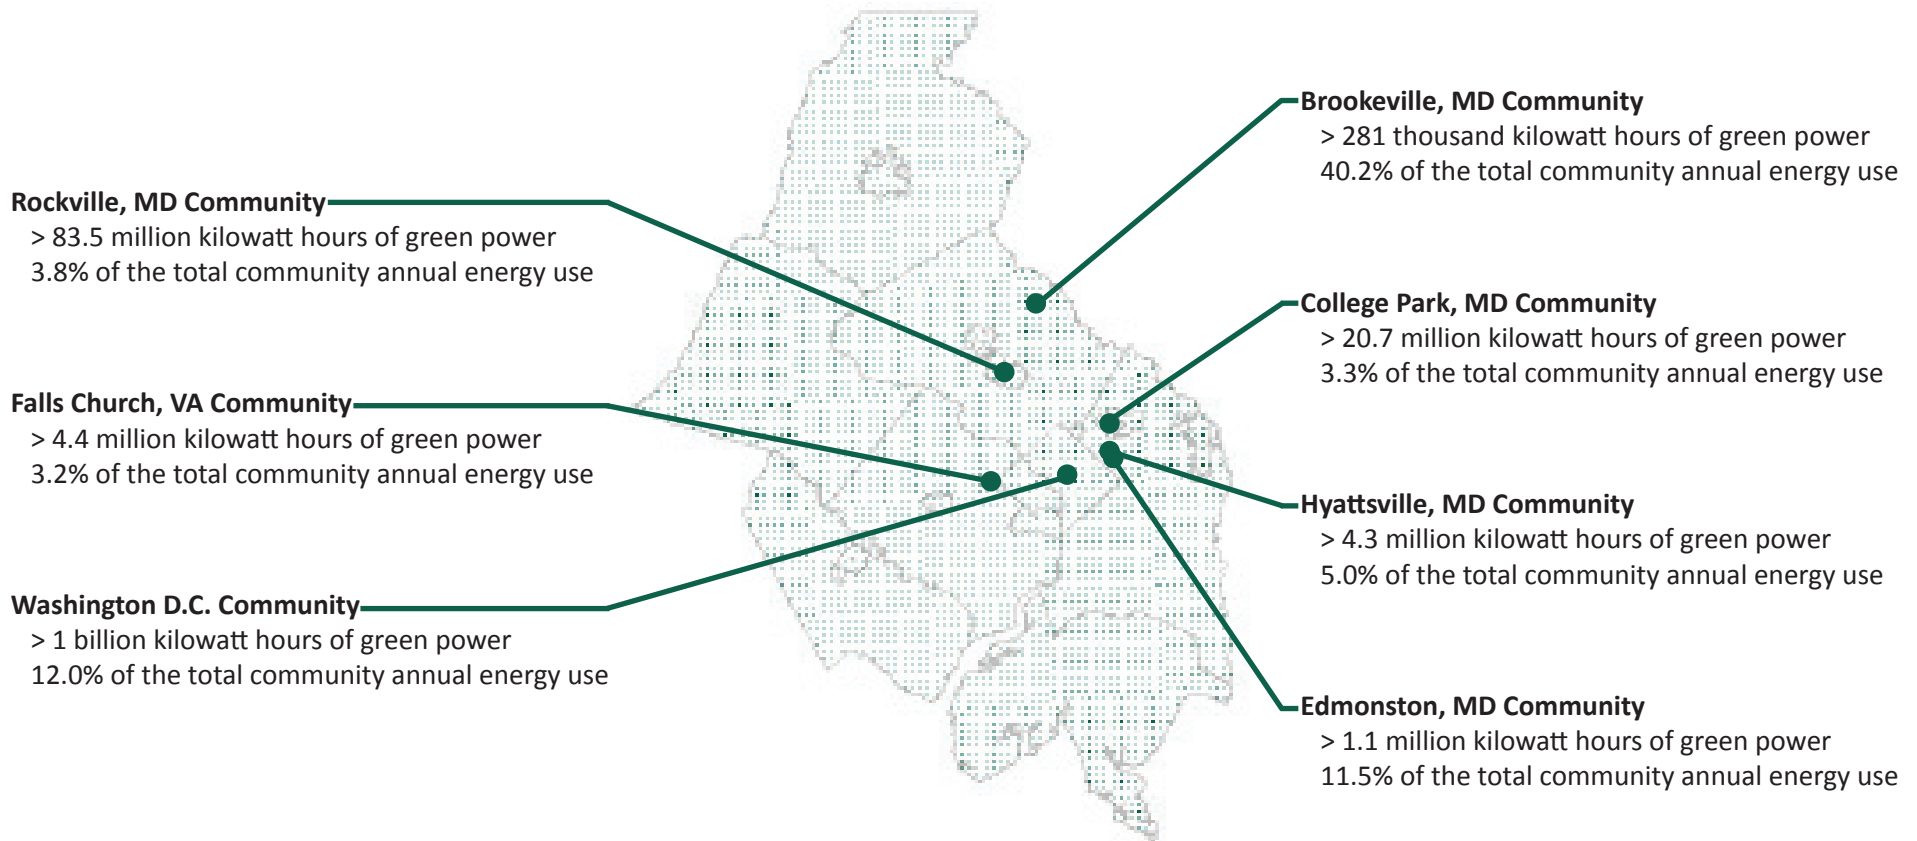 Rockville, MD Community
> 83.5 million kilowatt hours of green power
3.8% of the total community annual energy use
Falls Church, VA Community
> 4.4 million kilowatt hours of green power
3.2% of the total community annual energy use
Washington D.C. Community
> 1 billion kilowatt hours of green power
12.0% of the total community annual energy use
Brookeville, MD Community
> 281 thousand kilowatt hours of green power
40.2% of the total community annual energy use
College Park, MD Community
> 20.7 million kilowatt hours of green power
3.3% of the total community annual energy use
Hyattsville, MD Community
> 4.3 million kilowatt hours of green power
5.0% of the total community annual energy use
Edmonston, MD Community
> 1.1 million kilowatt hours of green power
11.5% of the total community annual energy use